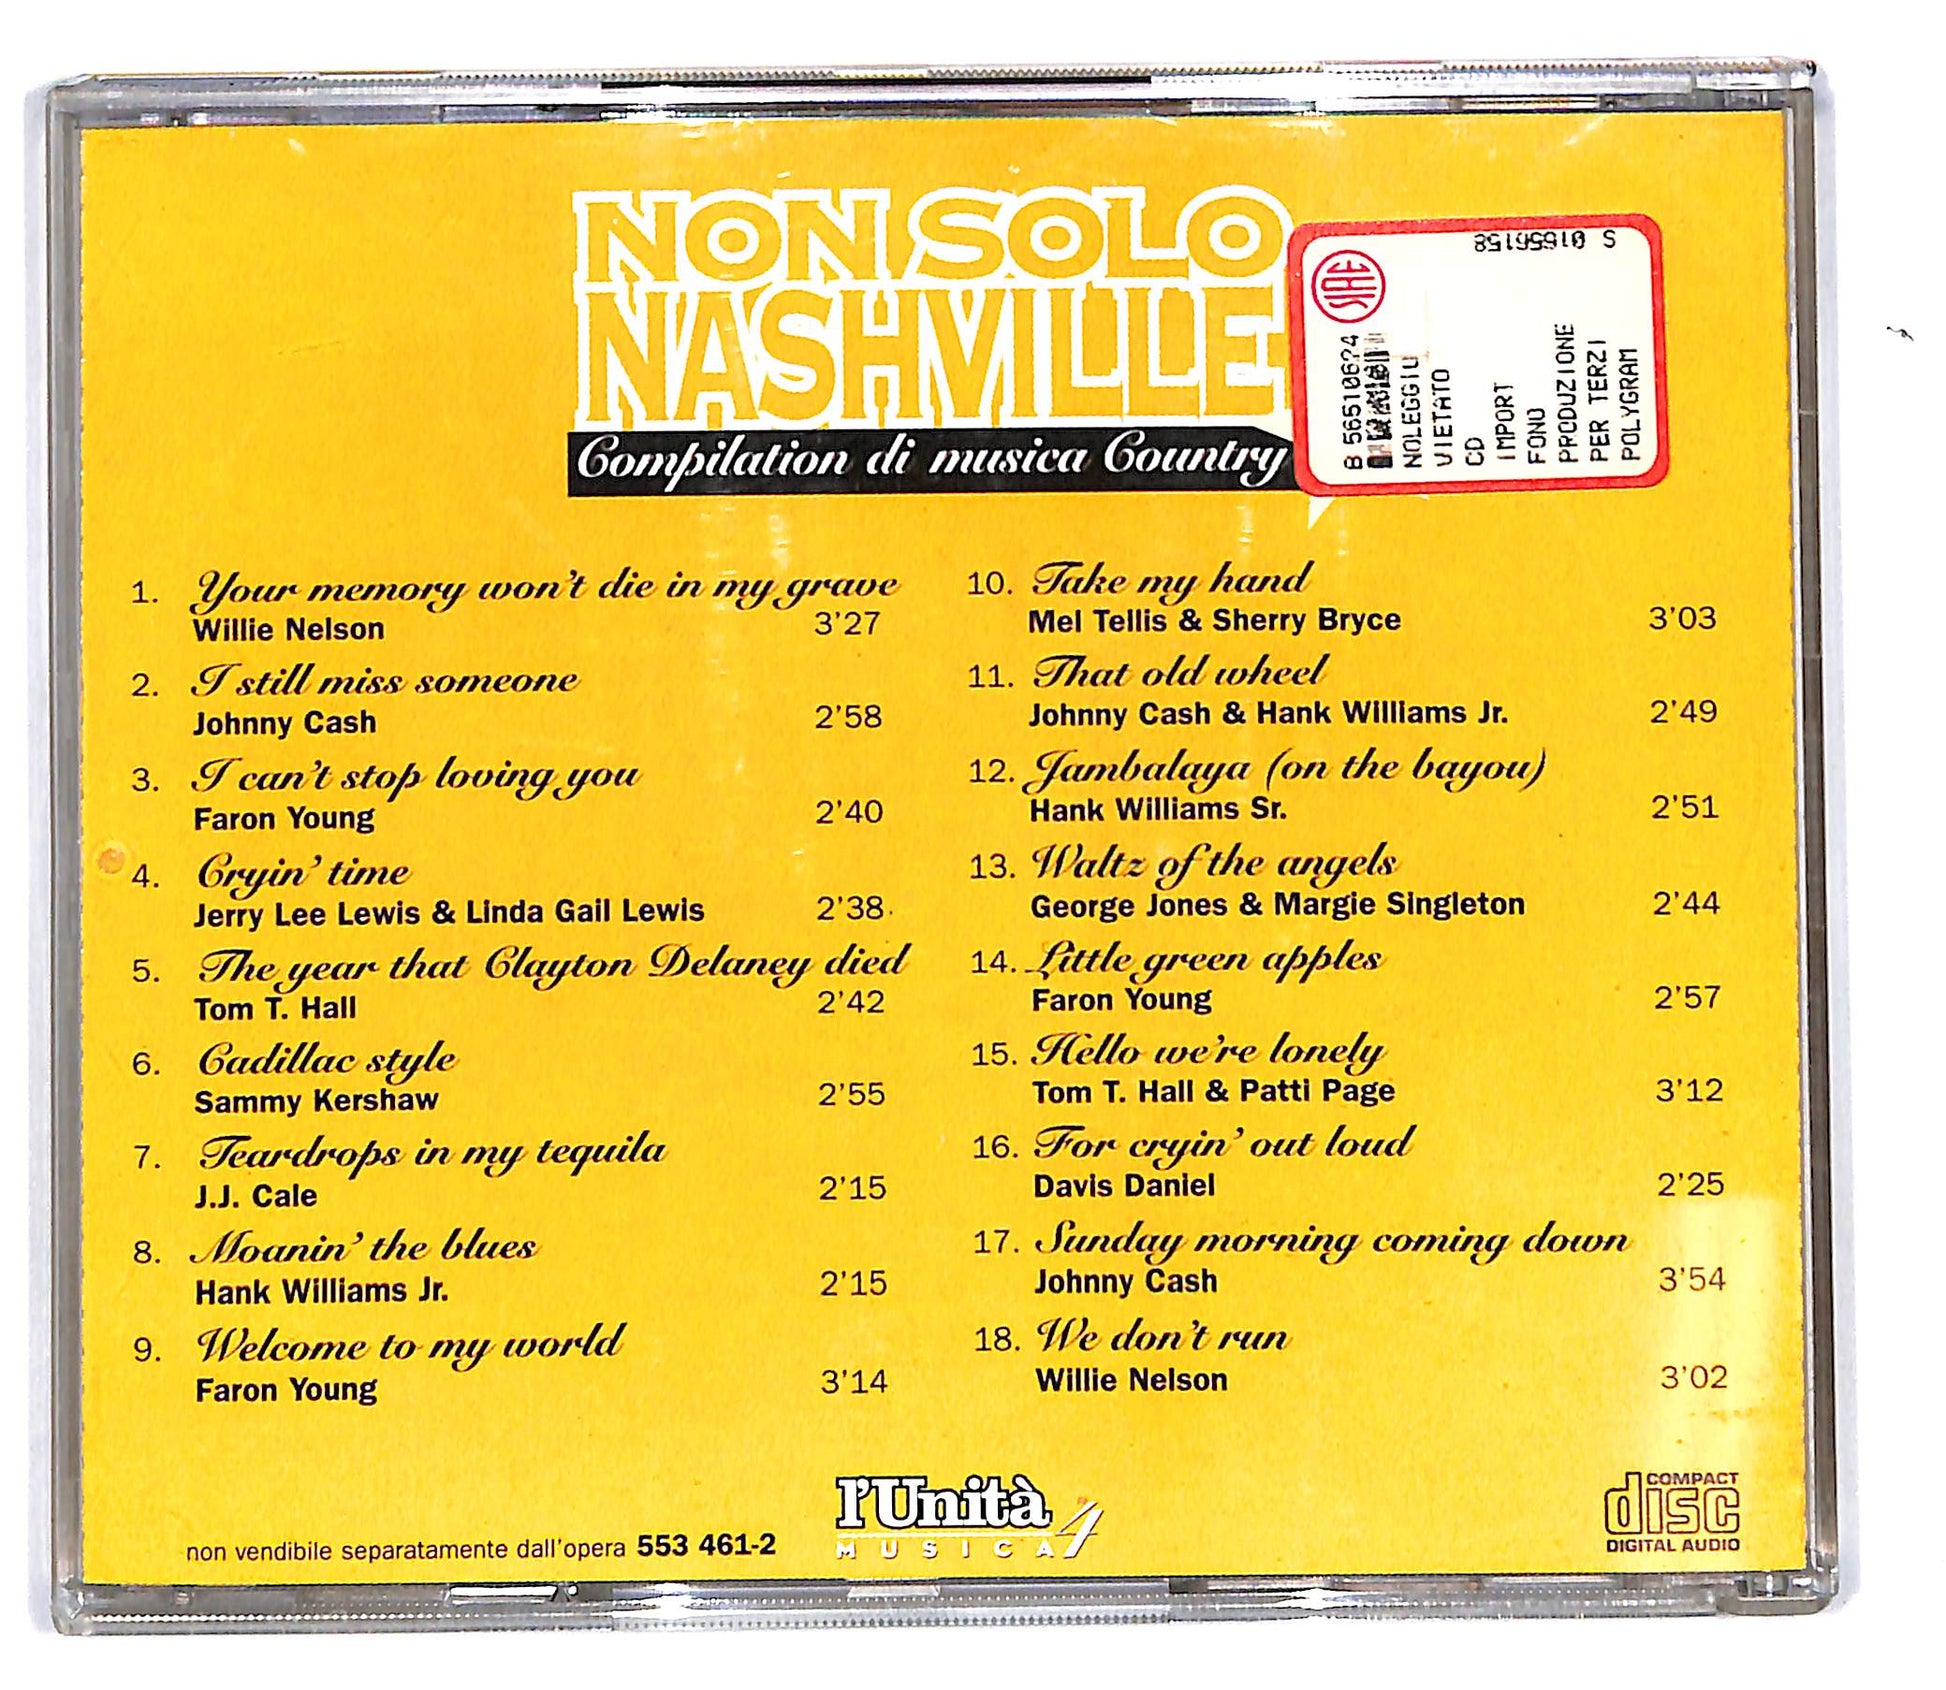 NON SOLO
NASHVILLE
Compilation di musica Country
S 01656158
SIAE
B 56510624
NOLEGGIO
VIETATO
CD
IMPORT
FONO
PRODUZIONE
PER TERZI
POLYGRAM
1. Your memory won't die in my grave
Willie Nelson 3'27
2. I still miss someone
Johnny Cash 2'58
3. I can't stop loving you
Faron Young 2'40
4. Cryin' time
Jerry Lee Lewis & Linda Gail Lewis 2'38
5. The year that Clayton Delaney died
Tom T. Hall 2'42
6. Cadillac style
Sammy Kershaw 2'55
7. Teardrops in my tequila
J.J. Cale 2'15
8. Moanin' the blues
Hank Williams Jr. 2'15
9. Welcome to my world
Faron Young 3'14
10. Take my hand
Mel Tellis & Sherry Bryce 3'03
11. That old wheel
Johnny Cash & Hank Williams Jr. 2'49
12. Jambalaya (on the bayou)
Hank Williams Sr. 2'51
13. Waltz of the angels
George Jones & Margie Singleton 2'44
14. Little green apples
Faron Young 2'57
15. Hello we're lonely
Tom T. Hall & Patti Page 3'12
16. For cryin' out loud
Davis Daniel 2'25
17. Sunday morning coming down
Johnny Cash 3'54
18. We don't run
Willie Nelson 3'02
non vendibile separatamente dall'opera 553 461-2
l'Unità
MUSICA 4
COMPACT
disc
DIGITAL AUDIO